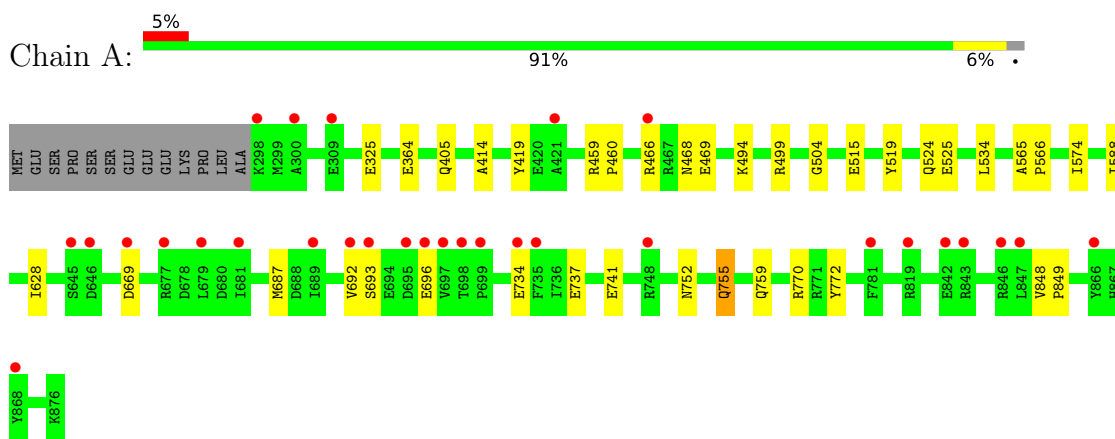 5%
Chain A:
91% 6% •
MET GLU SER PRO SER SER GLU GLU GLU LYS PRO LEU ALA K298 M299 A300 E309 E325 E364 Q405 A414 Y419 E420 A421 R459 P460 R466 R467 N468 E469 K494 R499 G504 E515 Y519 Q524 E525 L534 A565 P566 I574
I628 S645 D646 D669 R677 D678 L679 D680 I681 M687 D688 I689 V692 S693 E694 D695 E696 V697 T698 P699 E734 F735 I736 E737 E741 R748 N752 Q755 Q759 R770 R771 Y772 F781 R819 E842 R843 R846 L847 V848 P849 Y866 H867
Y868 K876